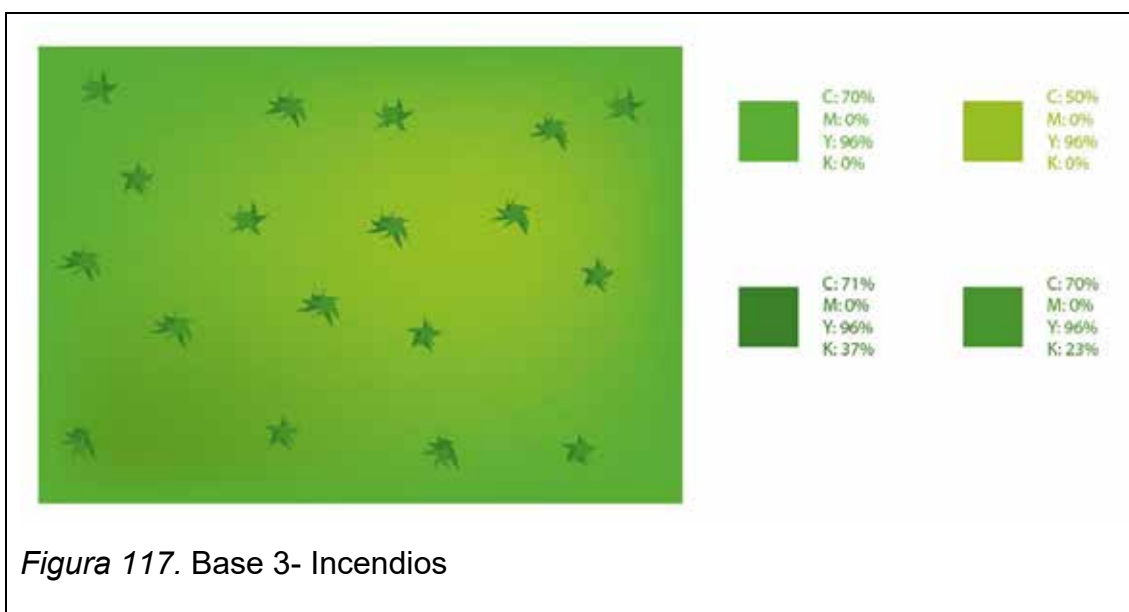 C: 70%
M: 0%
Y: 96%
K: 0%
C: 50%
M: 0%
Y: 96%
K: 0%
C: 71%
M: 0%
Y: 96%
K: 37%
C: 70%
M: 0%
Y: 96%
K: 23%
Figura 117. Base 3- Incendios